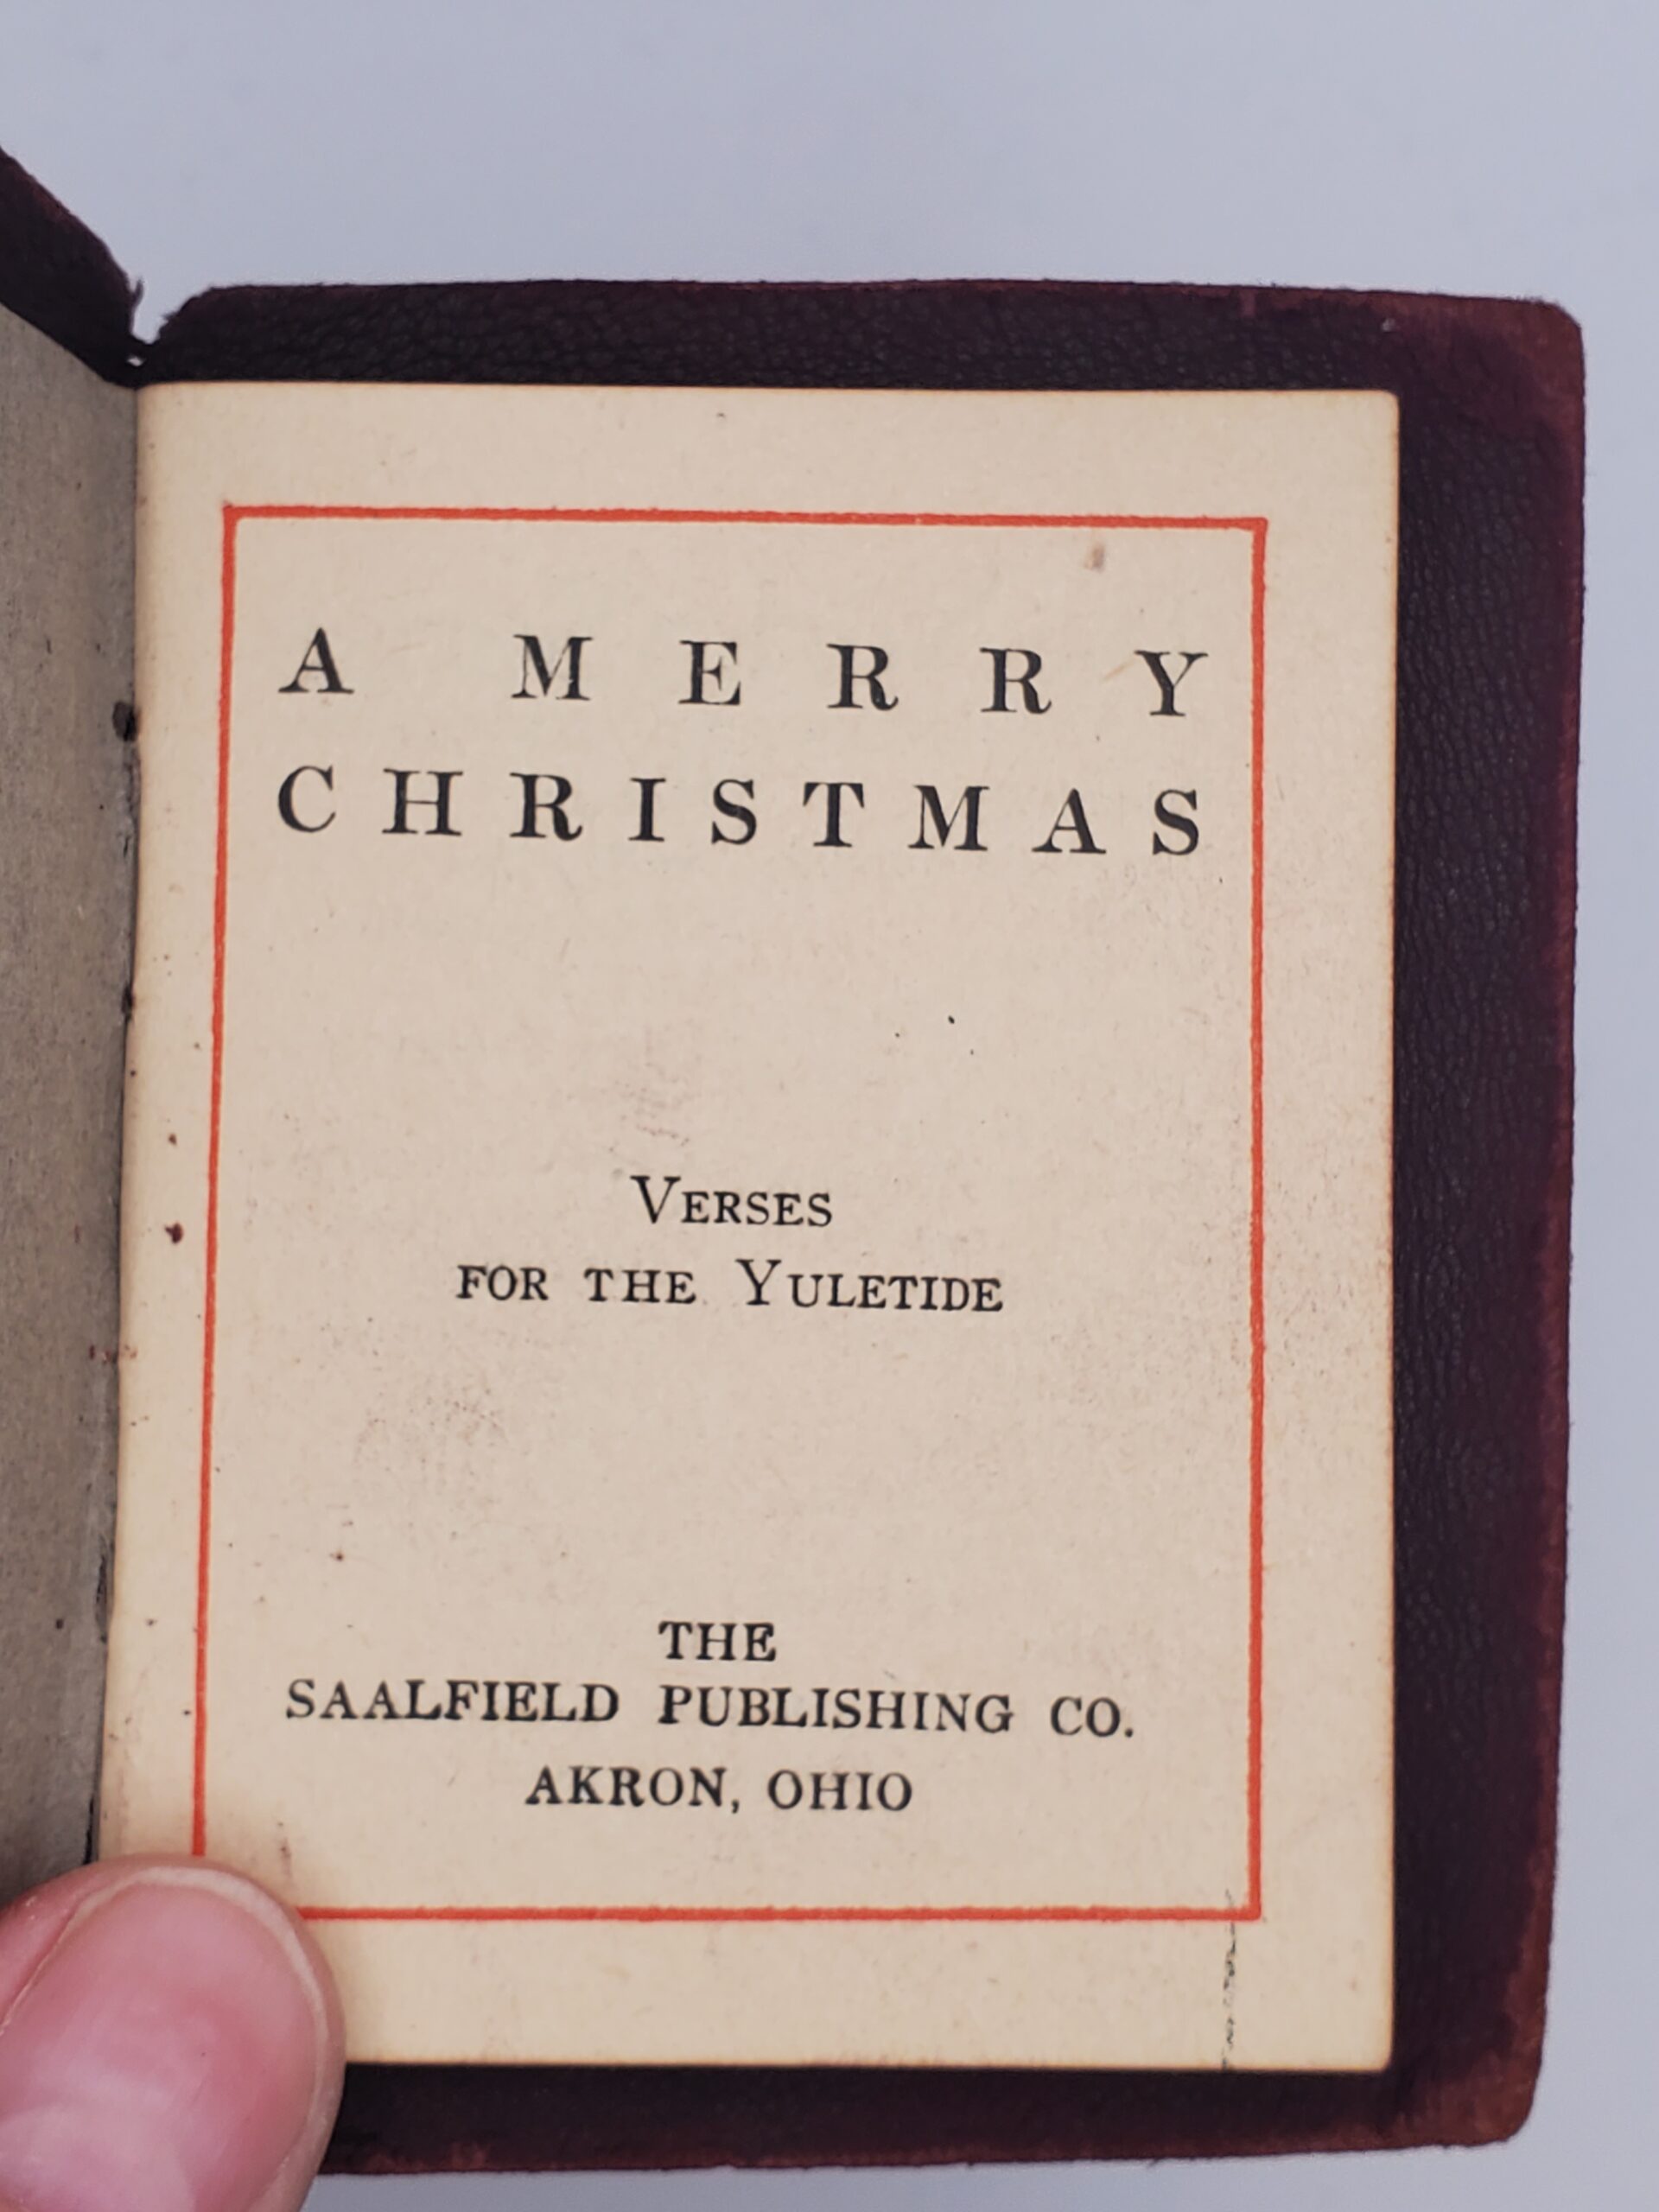 A MERRY
CHRISTMAS
VERSES
FOR THE YULETIDE
THE
SAALFIELD PUBLISHING CO.
AKRON, OHIO